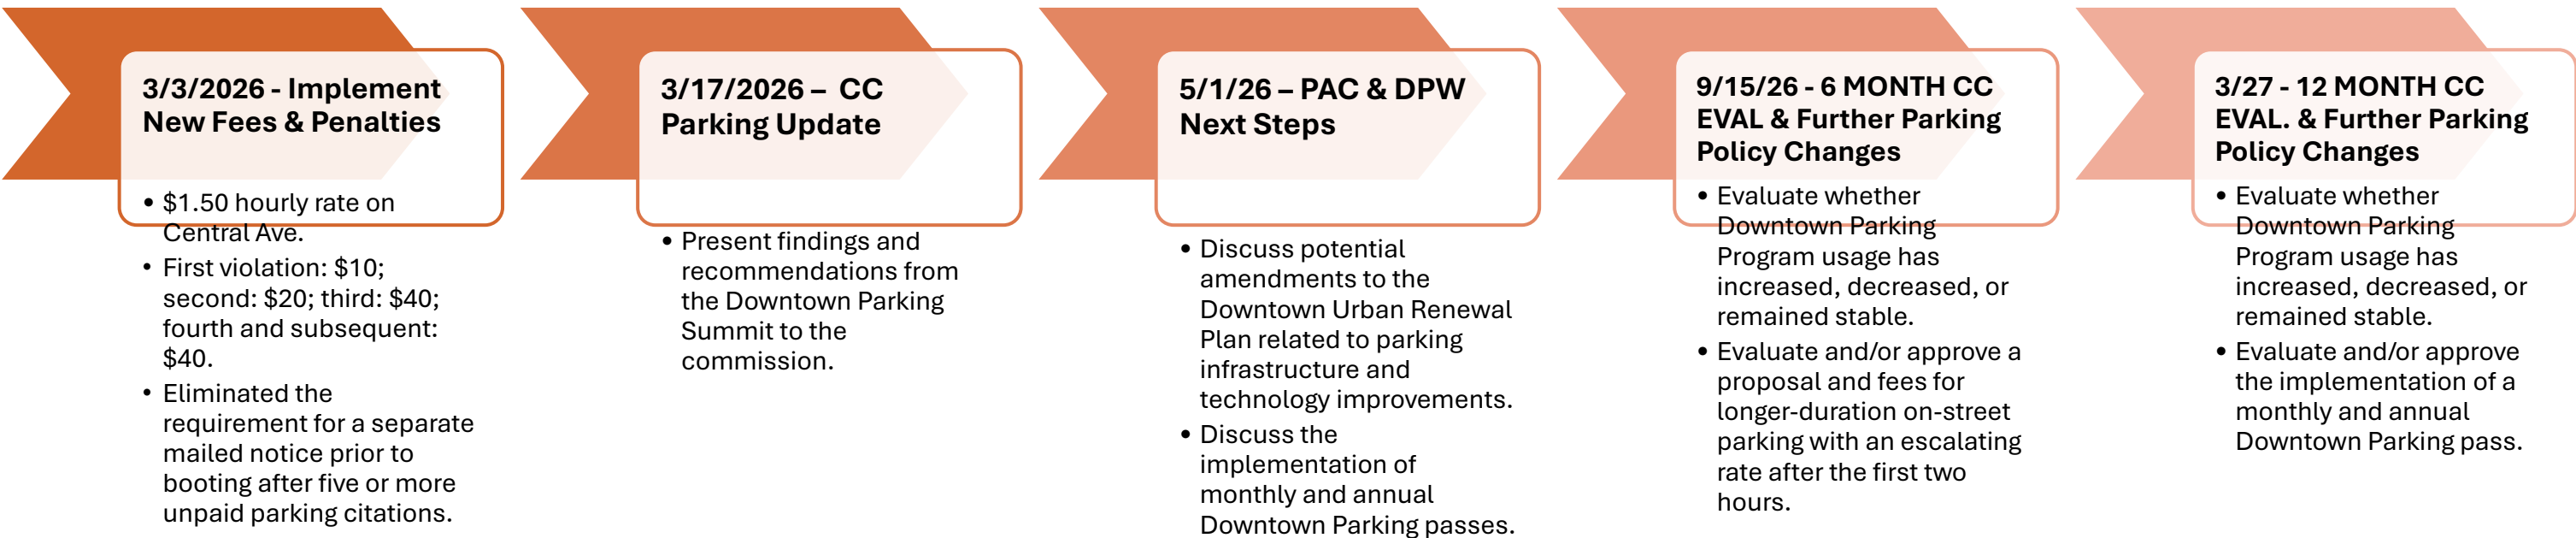 3/3/2026 - Implement
New Fees & Penalties
• $1.50 hourly rate on
Central Ave.
• First violation: $10;
second: $20; third: $40;
fourth and subsequent:
$40.
• Eliminated the
requirement for a separate
mailed notice prior to
booting after five or more
unpaid parking citations.
3/17/2026 – CC
Parking Update
• Present findings and
recommendations from
the Downtown Parking
Summit to the
commission.
5/1/26 – PAC & DPW
Next Steps
• Discuss potential
amendments to the
Downtown Urban Renewal
Plan related to parking
infrastructure and
technology improvements.
• Discuss the
implementation of
monthly and annual
Downtown Parking passes.
9/15/26 - 6 MONTH CC
EVAL & Further Parking
Policy Changes
• Evaluate whether
Downtown Parking
Program usage has
increased, decreased, or
remained stable.
• Evaluate and/or approve a
proposal and fees for
longer-duration on-street
parking with an escalating
rate after the first two
hours.
3/27 - 12 MONTH CC
EVAL. & Further Parking
Policy Changes
• Evaluate whether
Downtown Parking
Program usage has
increased, decreased, or
remained stable.
• Evaluate and/or approve
the implementation of a
monthly and annual
Downtown Parking pass.